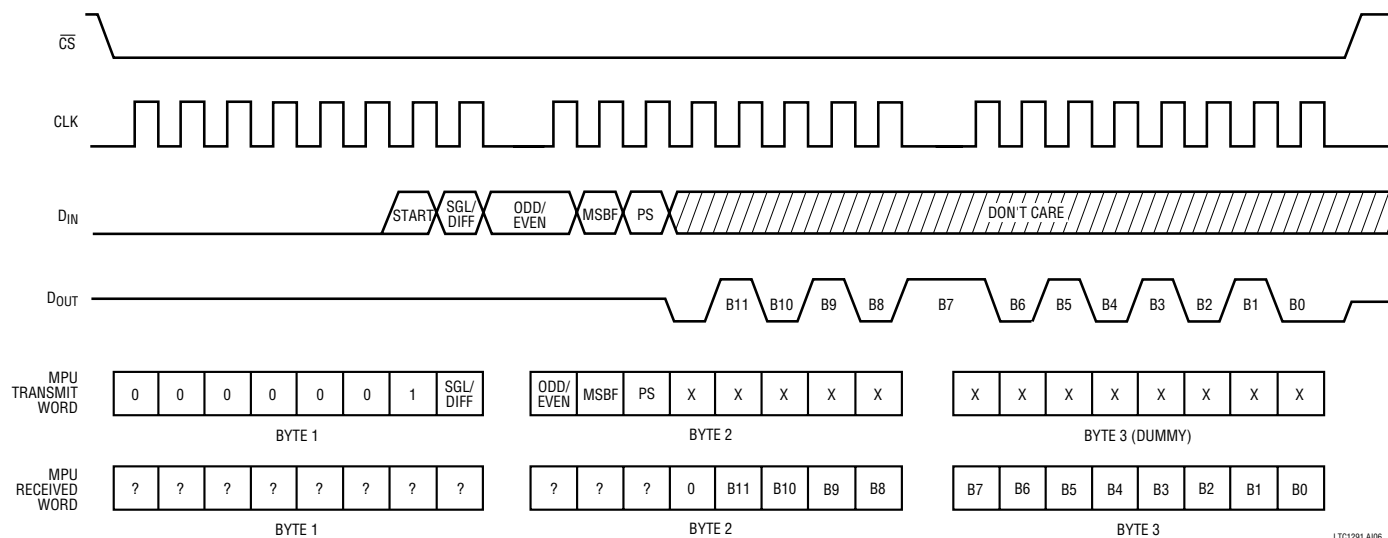 CS
CLK
DIN START SGL/ DIFF ODD/ EVEN MSBF PS DON'T CARE
DOUT B11 B10 B9 B8 B7 B6 B5 B4 B3 B2 B1 B0
MPU TRANSMIT WORD
0 0 0 0 0 0 1 SGL/ DIFF
ODD/ EVEN MSBF PS X X X X X
X X X X X X X X
BYTE 1 BYTE 2 BYTE 3 (DUMMY)
MPU RECEIVED WORD
? ? ? ? ? ? ? ?
? ? ? 0 B11 B10 B9 B8
B7 B6 B5 B4 B3 B2 B1 B0
BYTE 1 BYTE 2 BYTE 3
LTC1291 AI06